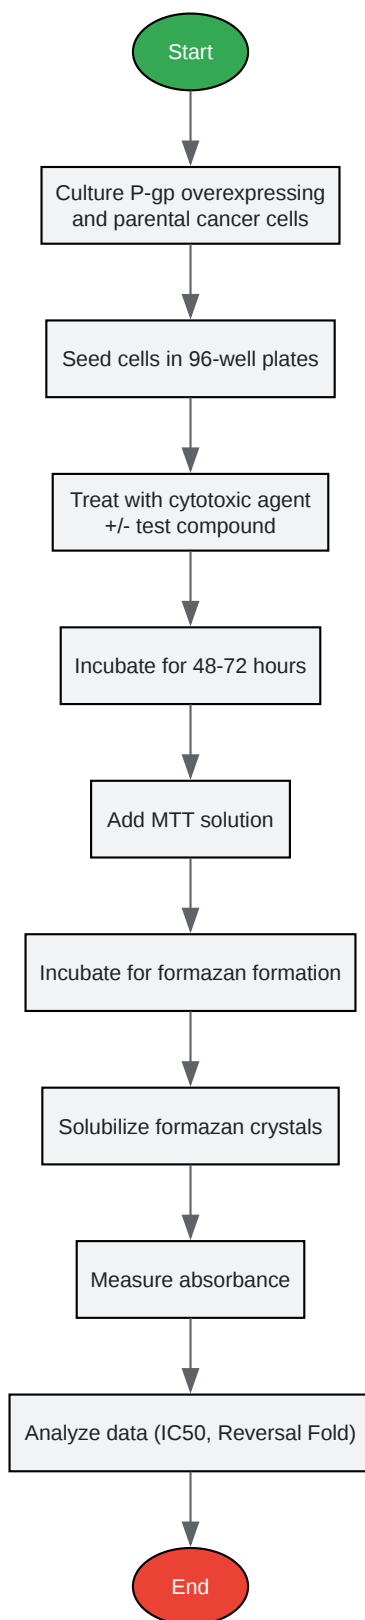 Start
Culture P-gp overexpressing
and parental cancer cells
Seed cells in 96-well plates
Treat with cytotoxic agent
+/- test compound
Incubate for 48-72 hours
Add MTT solution
Incubate for formazan formation
Solubilize formazan crystals
Measure absorbance
Analyze data (IC50, Reversal Fold)
End